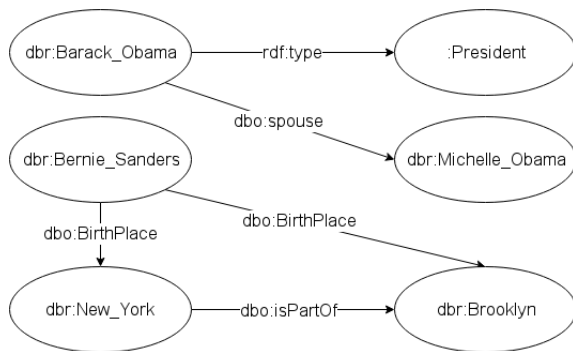 dbr:Barack_Obama
rdf:type
:President
dbo:spouse
dbr:Bernie_Sanders
dbr:Michelle_Obama
dbo:BirthPlace
dbo:BirthPlace
dbr:New_York
dbo:isPartOf
dbr:Brooklyn